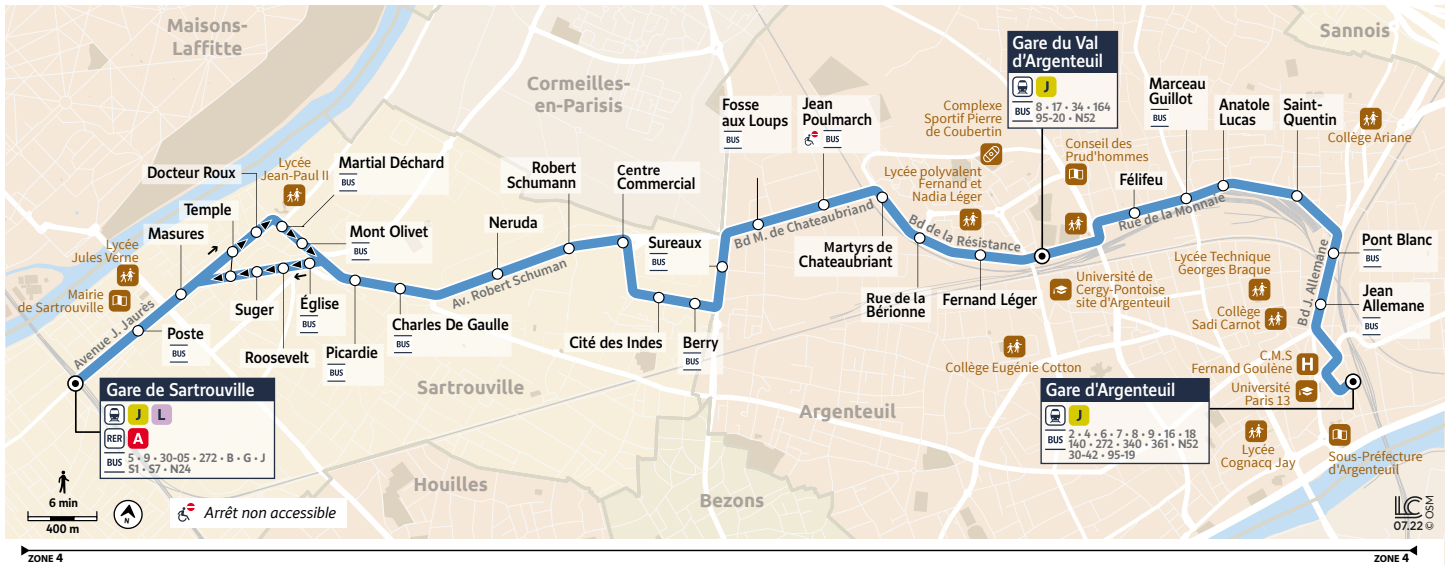 Maisons-
Laffitte
Cormeilles-
en-Parisis
Sannois
Sartrouville
Houilles
Bezons
Argenteuil
Gare de Sartrouville
J L
RER A
BUS 5 • 9 • 30-05 • 272 • B • G • J
S1 • S7 • N24
Poste
BUS
Masures
Temple
Docteur Roux
Martial Déchard
BUS
Mont Olivet
BUS
Église
BUS
Roosevelt
Suger
Picardie
BUS
Charles De Gaulle
BUS
Neruda
Robert
Schumann
Centre
Commercial
Cité des Indes
Berry
BUS
Sureaux
BUS
Fosse
aux Loups
BUS
Jean
Poulmarch
BUS
Martyrs de
Chateaubriant
Rue de la
Bérionne
Fernand Léger
Gare du Val
d'Argenteuil
J
BUS 8 • 17 • 34 • 164
95-20 • N52
Félifeu
Marceau
Guillot
BUS
Anatole
Lucas
Saint-
Quentin
Pont Blanc
BUS
Jean
Allemane
BUS
Gare d'Argenteuil
J
BUS 2 • 4 • 6 • 7 • 8 • 9 • 16 • 18
140 • 272 • 340 • 361 • N52
30-42 • 95-19
Avenue J. Jaurès
Av. Robert Schuman
Bd M. de Chateaubriand
Bd de la Résistance
Rue de la Monnaie
Bd J. Allemane
Lycée
Jules Verne
Mairie
de Sartrouville
Lycée
Jean-Paul II
Complexe
Sportif Pierre
de Coubertin
Lycée polyvalent
Fernand et
Nadia Léger
Conseil des
Prud'hommes
Université de
Cergy-Pontoise
site d'Argenteuil
Collège Eugénie Cotton
Collège Ariane
Lycée Technique
Georges Braque
Collège
Sadi Carnot
C.M.S
Fernand Goulène
H
Université
Paris 13
Lycée
Cognacq Jay
Sous-Préfecture
d'Argenteuil
6 min
400 m
N
Arrêt non accessible
LC
07.22 © OSM
ZONE 4
ZONE 4